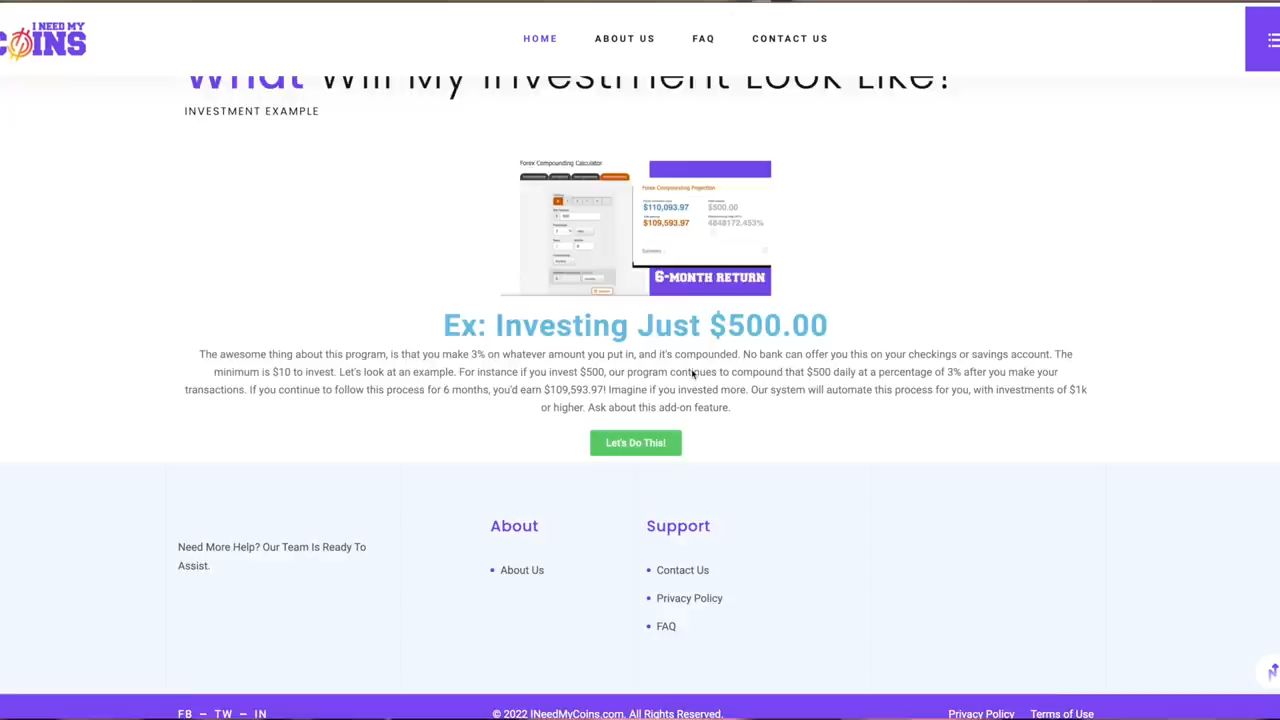 I NEED MY
COINS
HOME
ABOUT US
FAQ
CONTACT US
What Will My Investment Look Like?
INVESTMENT EXAMPLE
Forex Compounding Calculator
Forex Compounding Projection
$110,093.97
$500.00
$109,593.97
4848172.453%
Summary
500
6-MONTH RETURN
Ex: Investing Just $500.00
The awesome thing about this program, is that you make 3% on whatever amount you put in, and it's compounded. No bank can offer you this on your checkings or savings account. The
minimum is $10 to invest. Let's look at an example. For instance if you invest $500, our program continues to compound that $500 daily at a percentage of 3% after you make your
transactions. If you continue to follow this process for 6 months, you'd earn $109,593.97! Imagine if you invested more. Our system will automate this process for you, with investments of $1k
or higher. Ask about this add-on feature.
Let's Do This!
Need More Help? Our Team Is Ready To
Assist.
About
About Us
Support
Contact Us
Privacy Policy
FAQ
FB – TW – IN
© 2022 INeedMyCoins.com. All Rights Reserved.
Privacy Policy
Terms of Use